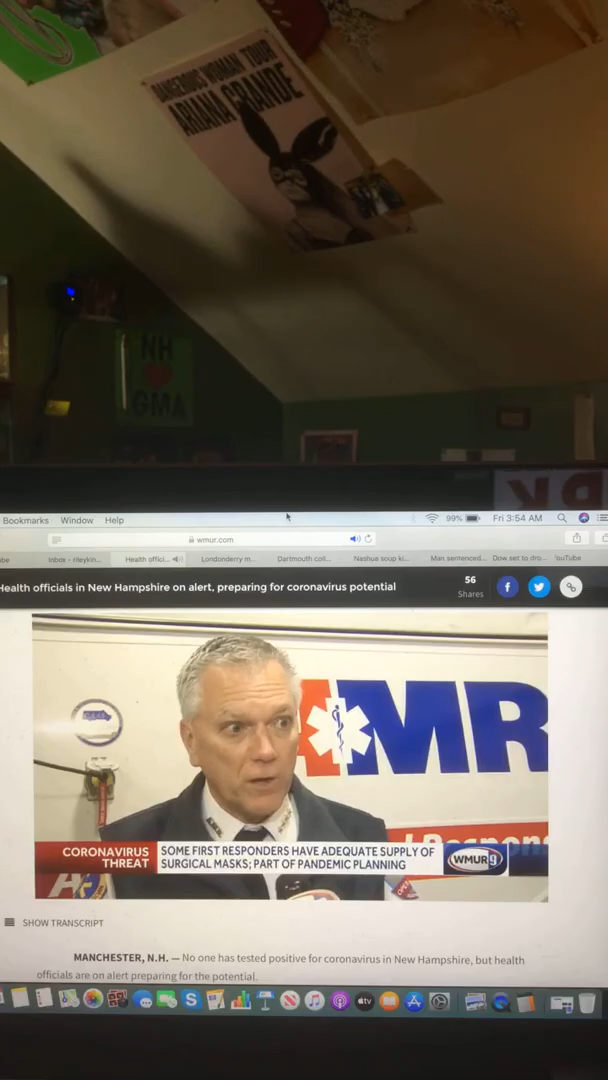 DANGEROUS WOMAN TOUR
ARIANA GRANDE
NH
GMA
Bookmarks Window Help
99% Fri 3:54 AM
wmur.com
Inbox - rileykin... Health offici... Londonderry m... Dartmouth coll... Nashua soup ki... Man sentenced... Dow set to dro... YouTube
Health officials in New Hampshire on alert, preparing for coronavirus potential
56
Shares
AMR
CORONAVIRUS
THREAT
SOME FIRST RESPONDERS HAVE ADEQUATE SUPPLY OF
SURGICAL MASKS; PART OF PANDEMIC PLANNING
WMUR 9
SHOW TRANSCRIPT
MANCHESTER, N.H. — No one has tested positive for coronavirus in New Hampshire, but health
officials are on alert preparing for the potential.
tv